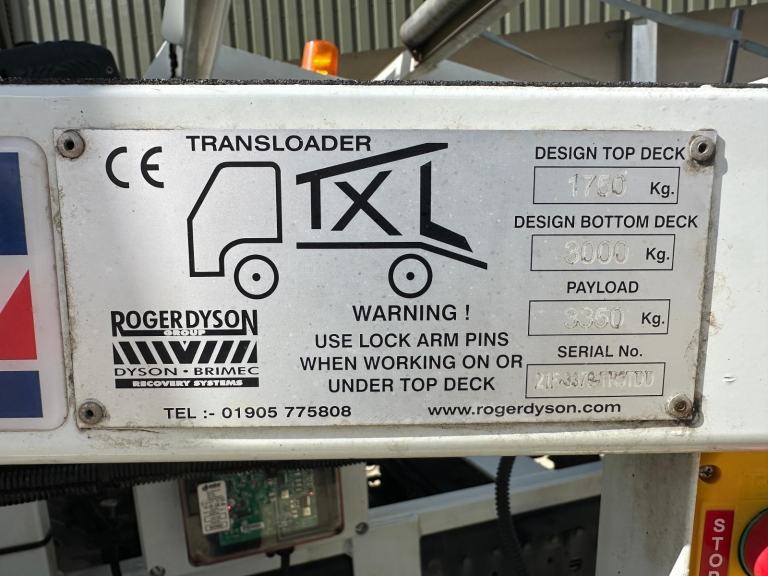 CE
TRANSLOADER
TXL
DESIGN TOP DECK
1750 Kg.
DESIGN BOTTOM DECK
3000 Kg.
PAYLOAD
3350 Kg.
SERIAL No.
ROGERDYSON
GROUP
DYSON · BRIMEC
RECOVERY SYSTEMS
WARNING !
USE LOCK ARM PINS
WHEN WORKING ON OR
UNDER TOP DECK
TEL :- 01905 775808
www.rogerdyson.com
STOP